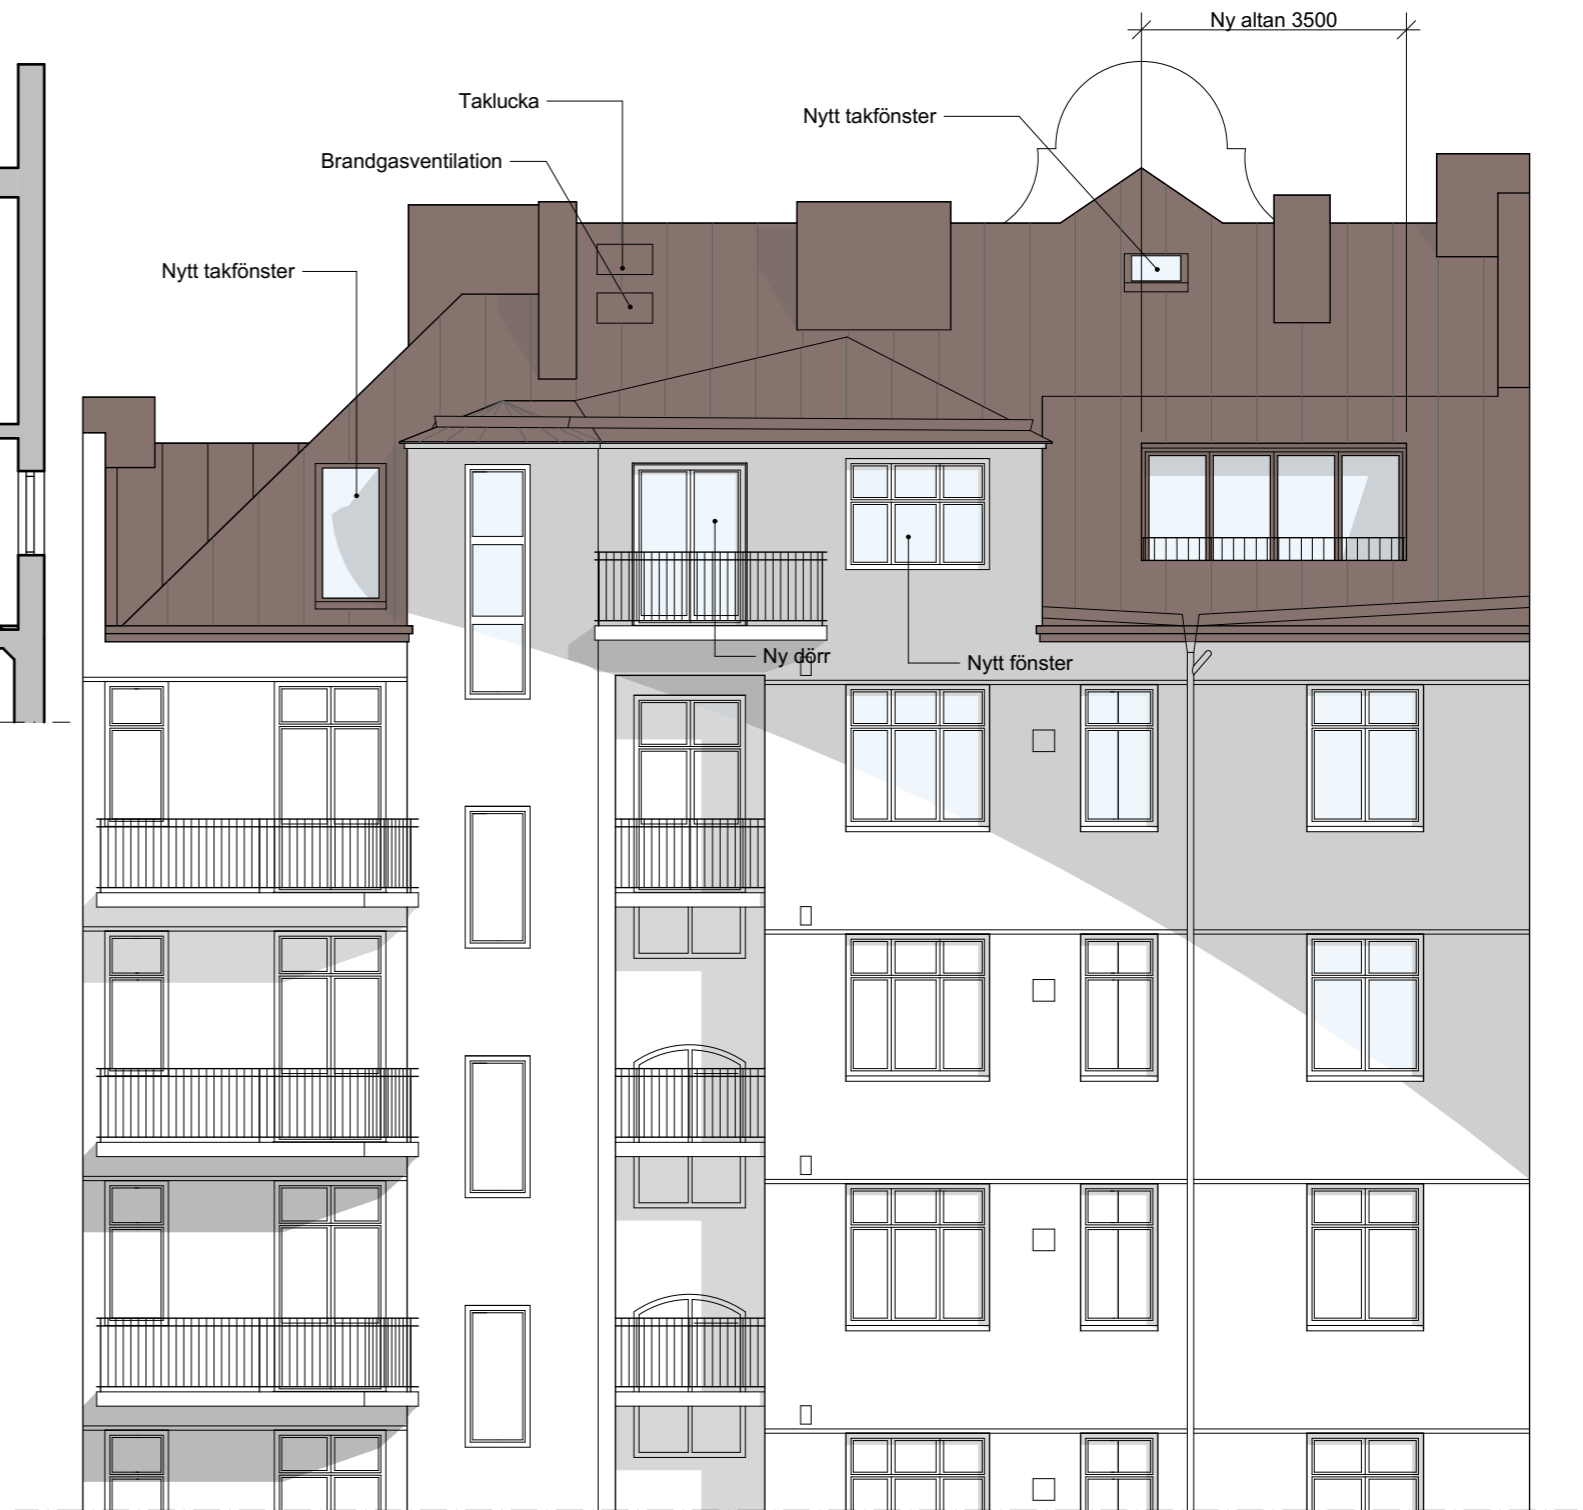 Ny altan 3500
Taklucka
Nytt takfönster
Brandgasventilation
Nytt takfönster
Ny dörr
Nytt fönster